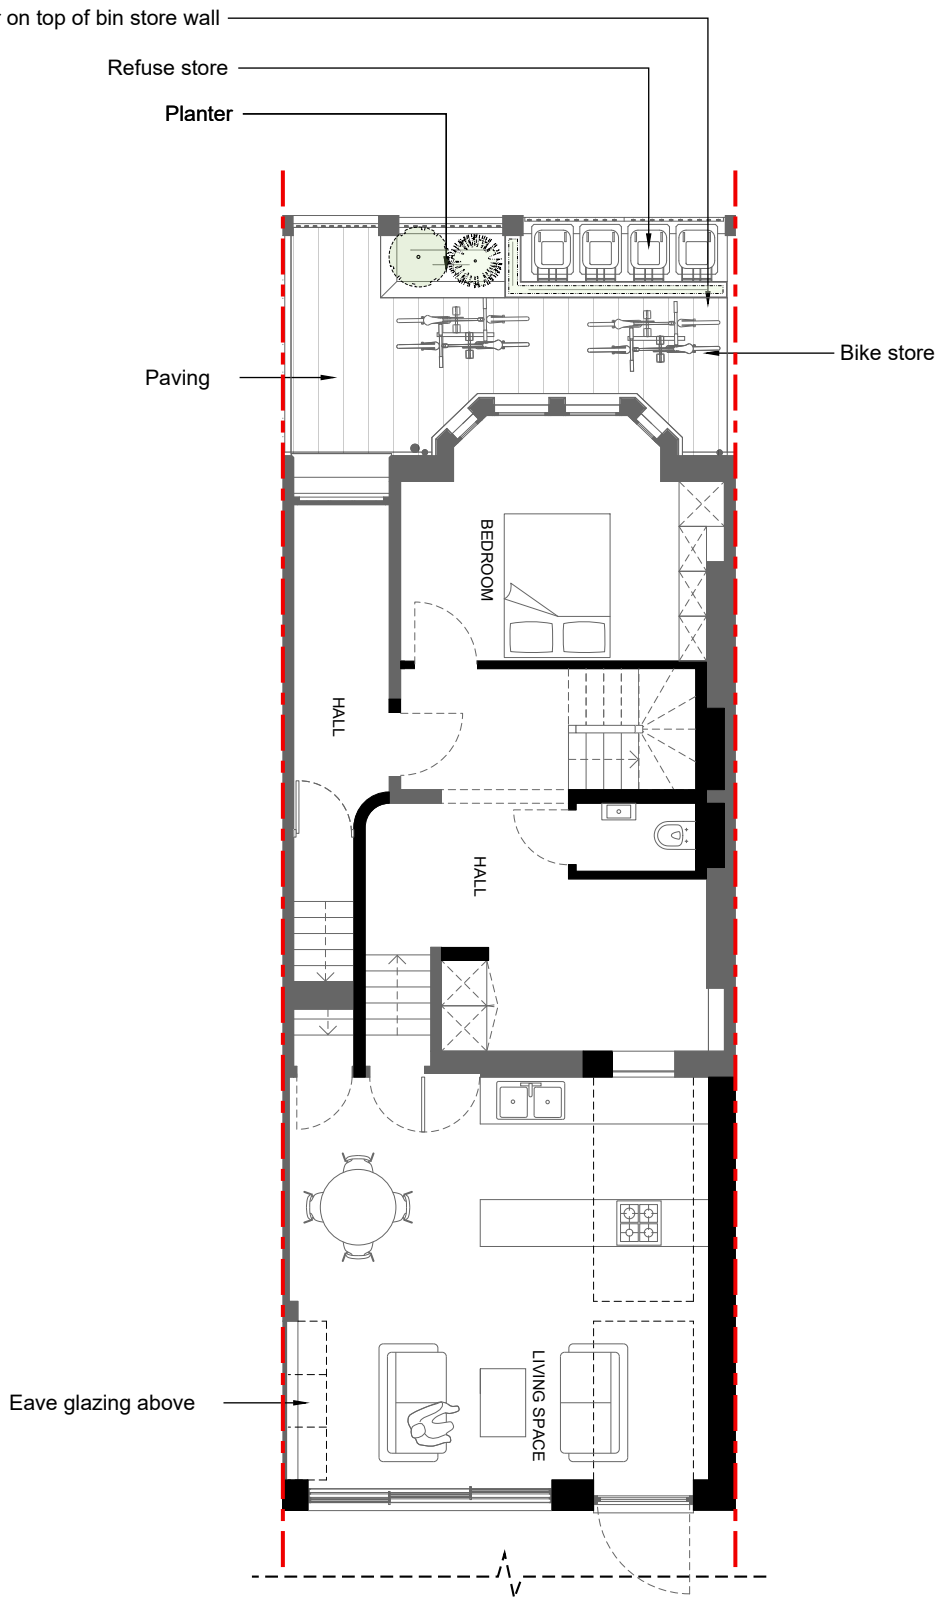 on top of bin store wall
Refuse store
Planter
Bike store
Paving
BEDROOM
HALL
HALL
LIVING SPACE
Eave glazing above